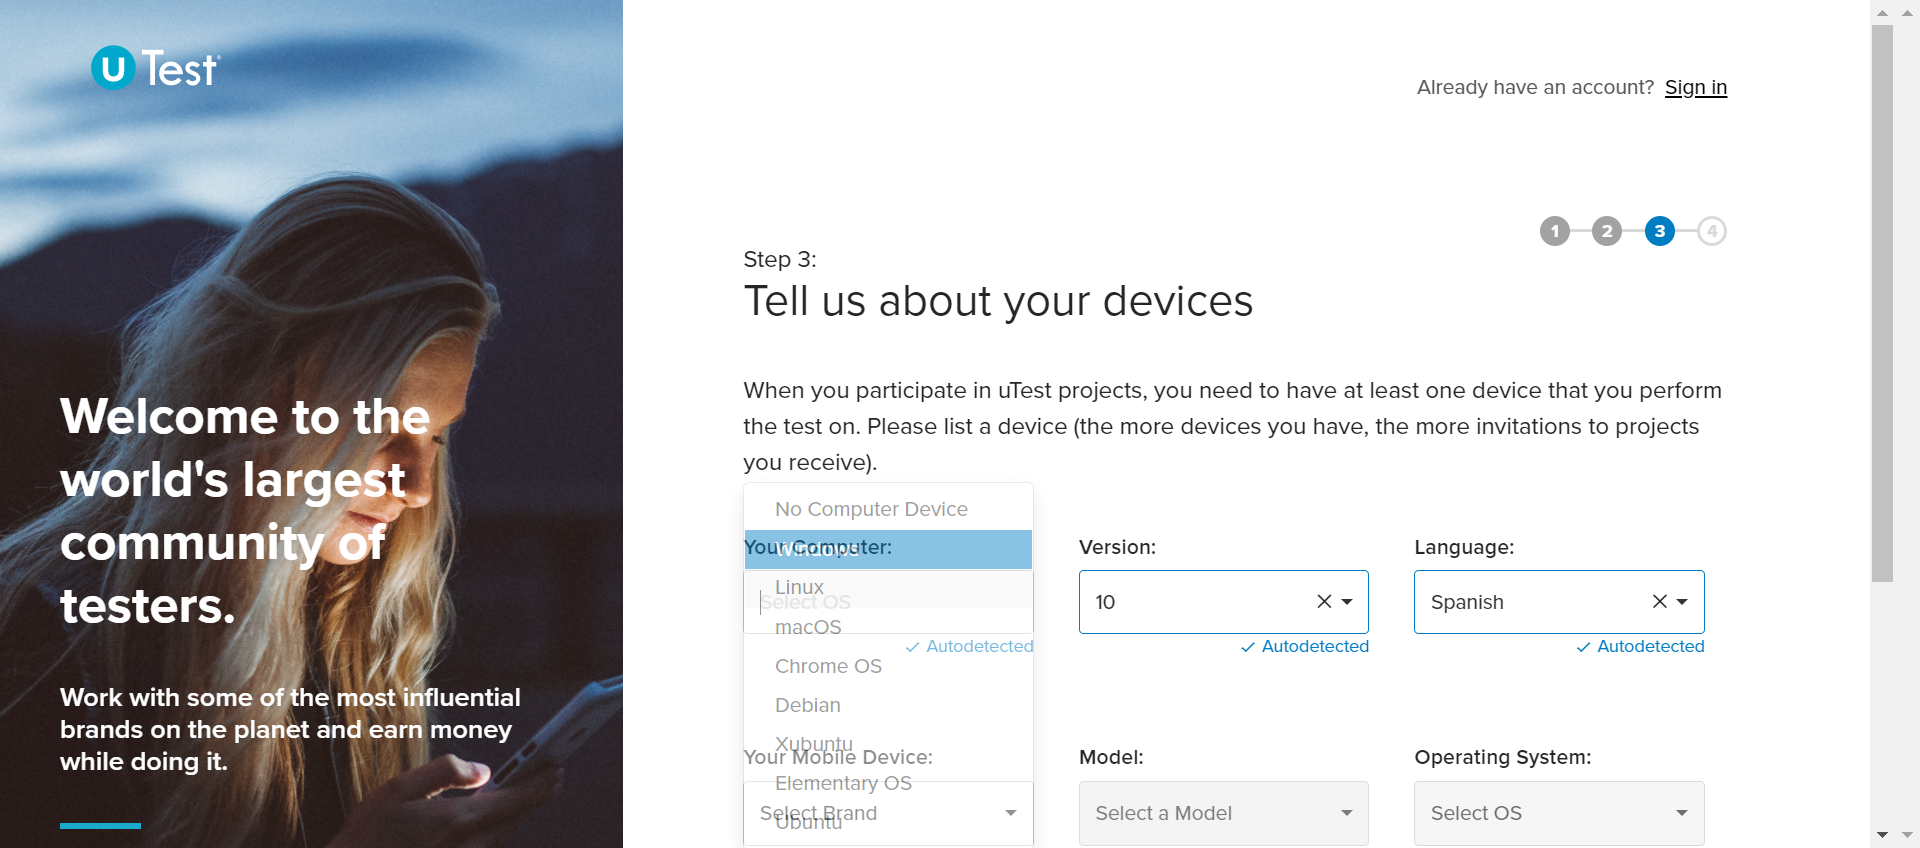 u Test
Already have an account? Sign in
1 2 3 4
Step 3:
Tell us about your devices
When you participate in uTest projects, you need to have at least one device that you perform
the test on. Please list a device (the more devices you have, the more invitations to projects
you receive).
No Computer Device
Your Computer:
Windows
Linux
Select OS
macOS
Autodetected
Chrome OS
Debian
Xubuntu
Your Mobile Device:
Elementary OS
Select Brand
Ubuntu
Version:
10
Autodetected
Language:
Spanish
Autodetected
Model:
Select a Model
Operating System:
Select OS
Welcome to the
world's largest
community of
testers.
Work with some of the most influential
brands on the planet and earn money
while doing it.